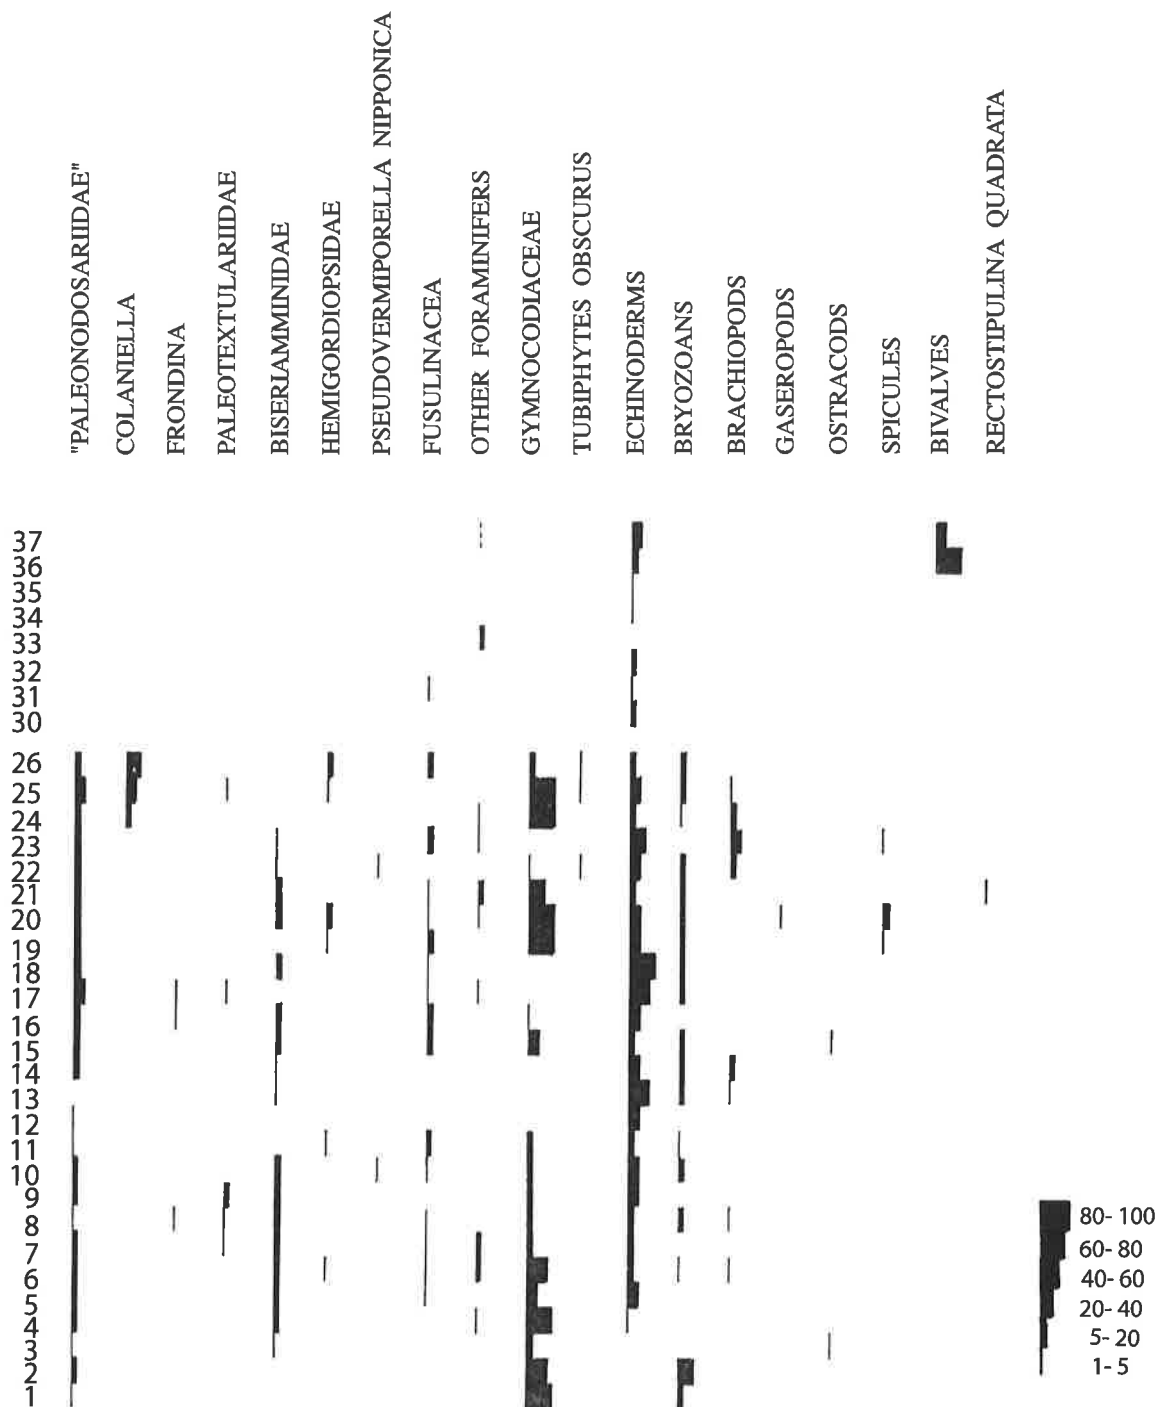 "PALEONODOSARIIDAE"
COLANIELLA
FRONDINA
PALEOTEXTULARIIDAE
BISERIAMMINIDAE
HEMIGORDIOPSIDAE
PSEUDOVERMIPORELLA NIPPONICA
FUSULINACEA
OTHER FORAMINIFERS
GYMNOCODIACEAE
TUBIPHYTES OBSCURUS
ECHINODERMS
BRYOZOANS
BRACHIOPODS
GASEROPODS
OSTRACODS
SPICULES
BIVALVES
RECTOSTIPULINA QUADRATA
37
36
35
34
33
32
31
30
26
25
24
23
22
21
20
19
18
17
16
15
14
13
12
11
10
9
8
7
6
5
4
3
2
1
80-100
60-80
40-60
20-40
5-20
1-5